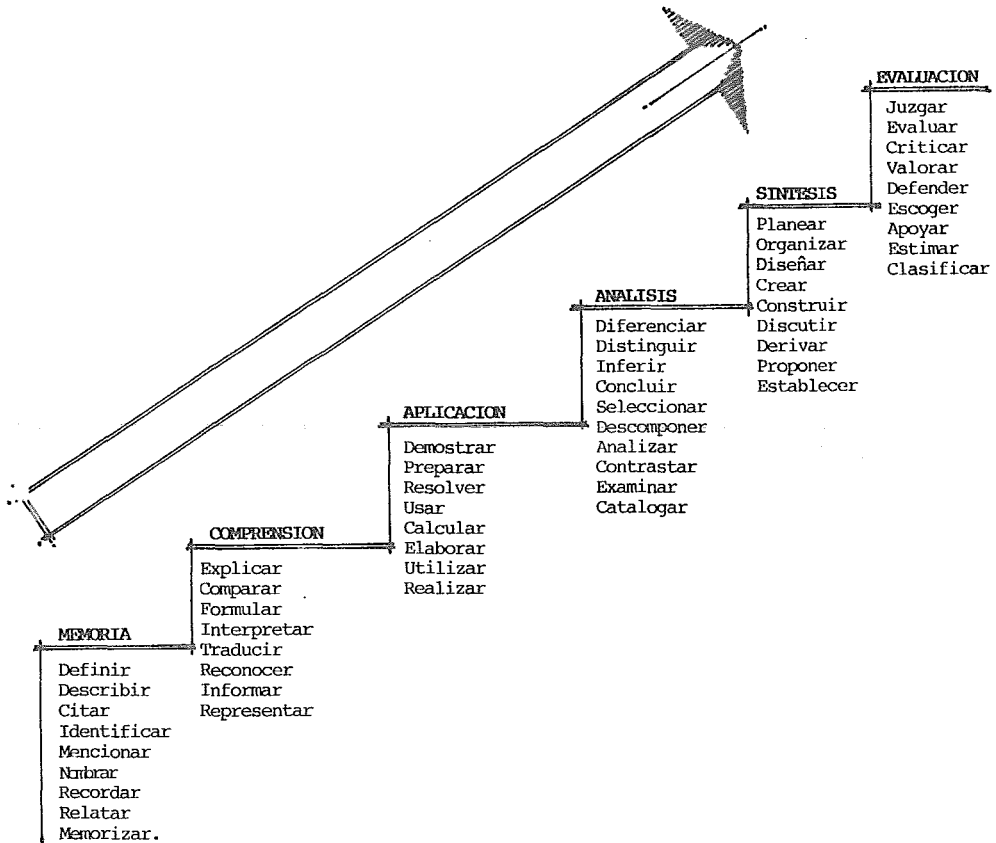 EVALUACION
Juzgar
Evaluar
Criticar
Valorar
Defender
Escoger
Apoyar
Estimar
Clasificar
SINTESIS
Planear
Organizar
Diseñar
Crear
Construir
Discutir
Derivar
Proponer
Establecer
ANALISIS
Diferenciar
Distinguir
Inferir
Concluir
Seleccionar
Descomponer
Analizar
Contrastar
Examinar
Catalogar
APLICACION
Demostrar
Preparar
Resolver
Usar
Calcular
Elaborar
Utilizar
Realizar
COMPRENSION
Explicar
Comparar
Formular
Interpretar
Traducir
Reconocer
Informar
Representar
MEMORIA
Definir
Describir
Citar
Identificar
Mencionar
Nombrar
Recordar
Relatar
Memorizar.